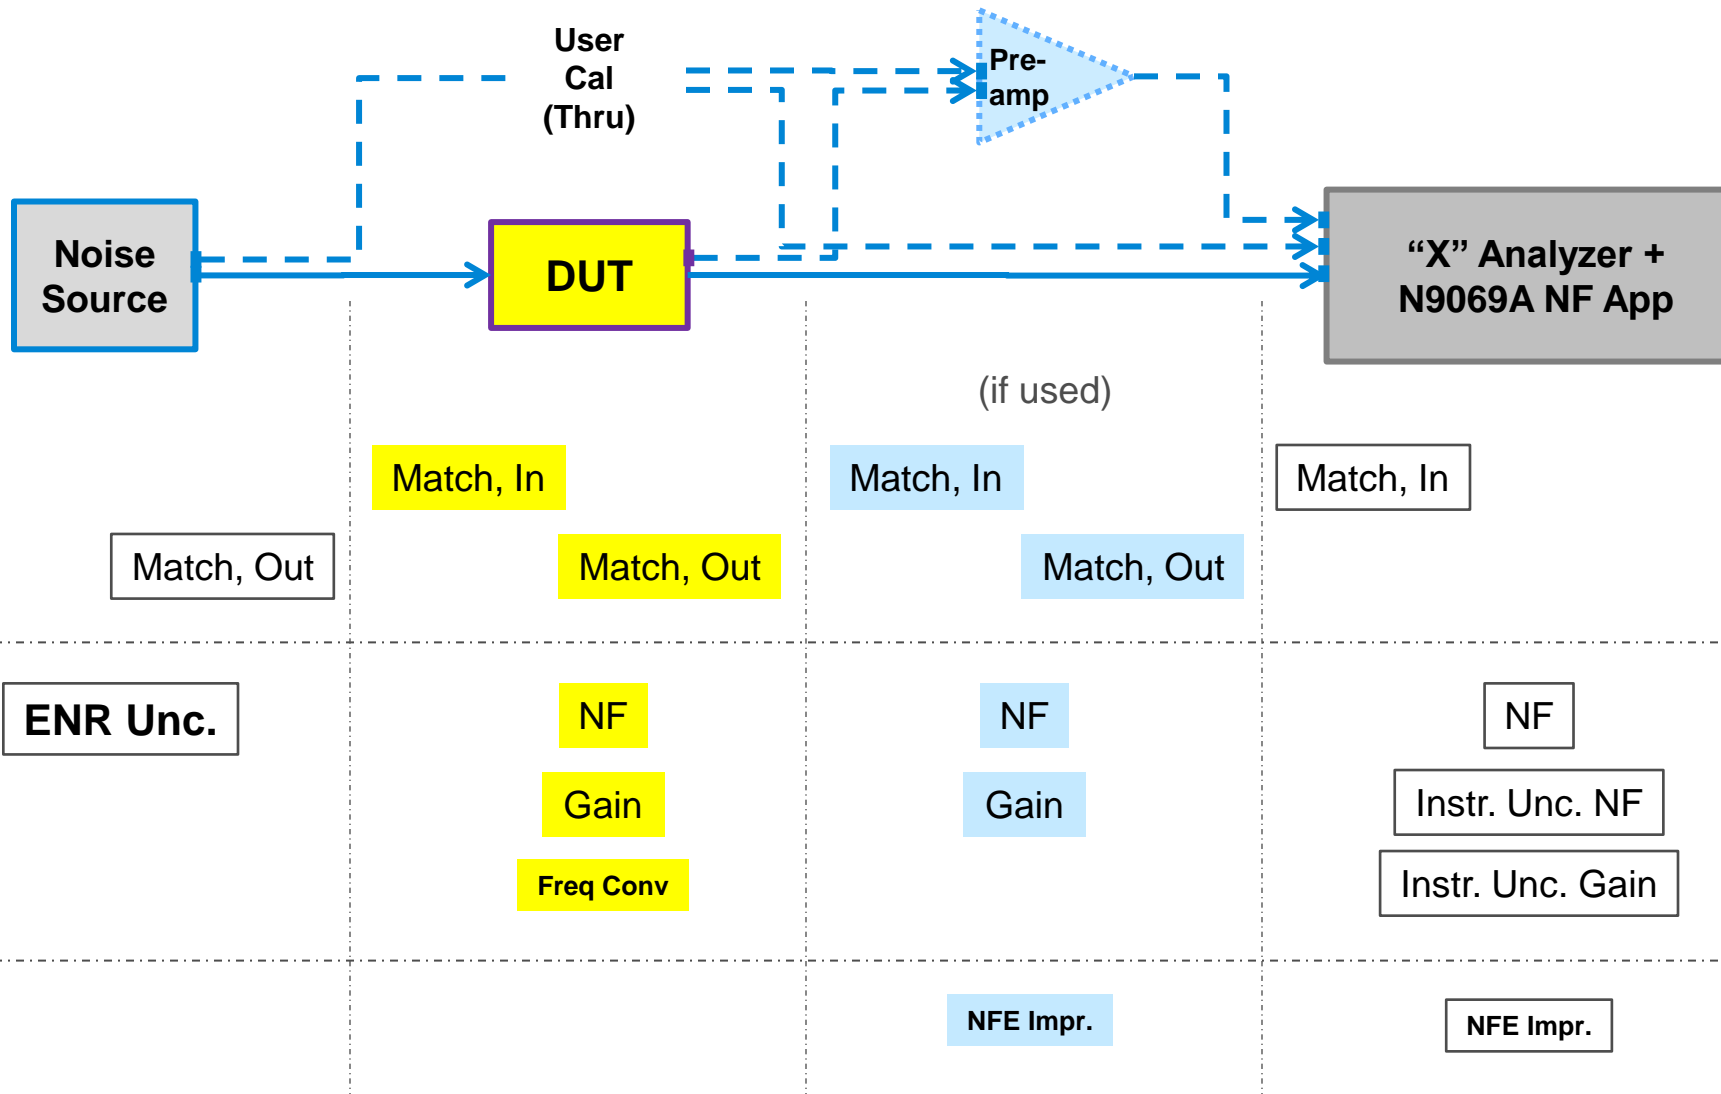 User
Cal
(Thru)
Pre-
amp
Noise
Source
DUT
“X” Analyzer +
N9069A NF App
(if used)
Match, In
Match, In
Match, In
Match, Out
Match, Out
Match, Out
ENR Unc.
NF
NF
NF
Gain
Gain
Instr. Unc. NF
Freq Conv
Instr. Unc. Gain
NFE Impr.
NFE Impr.